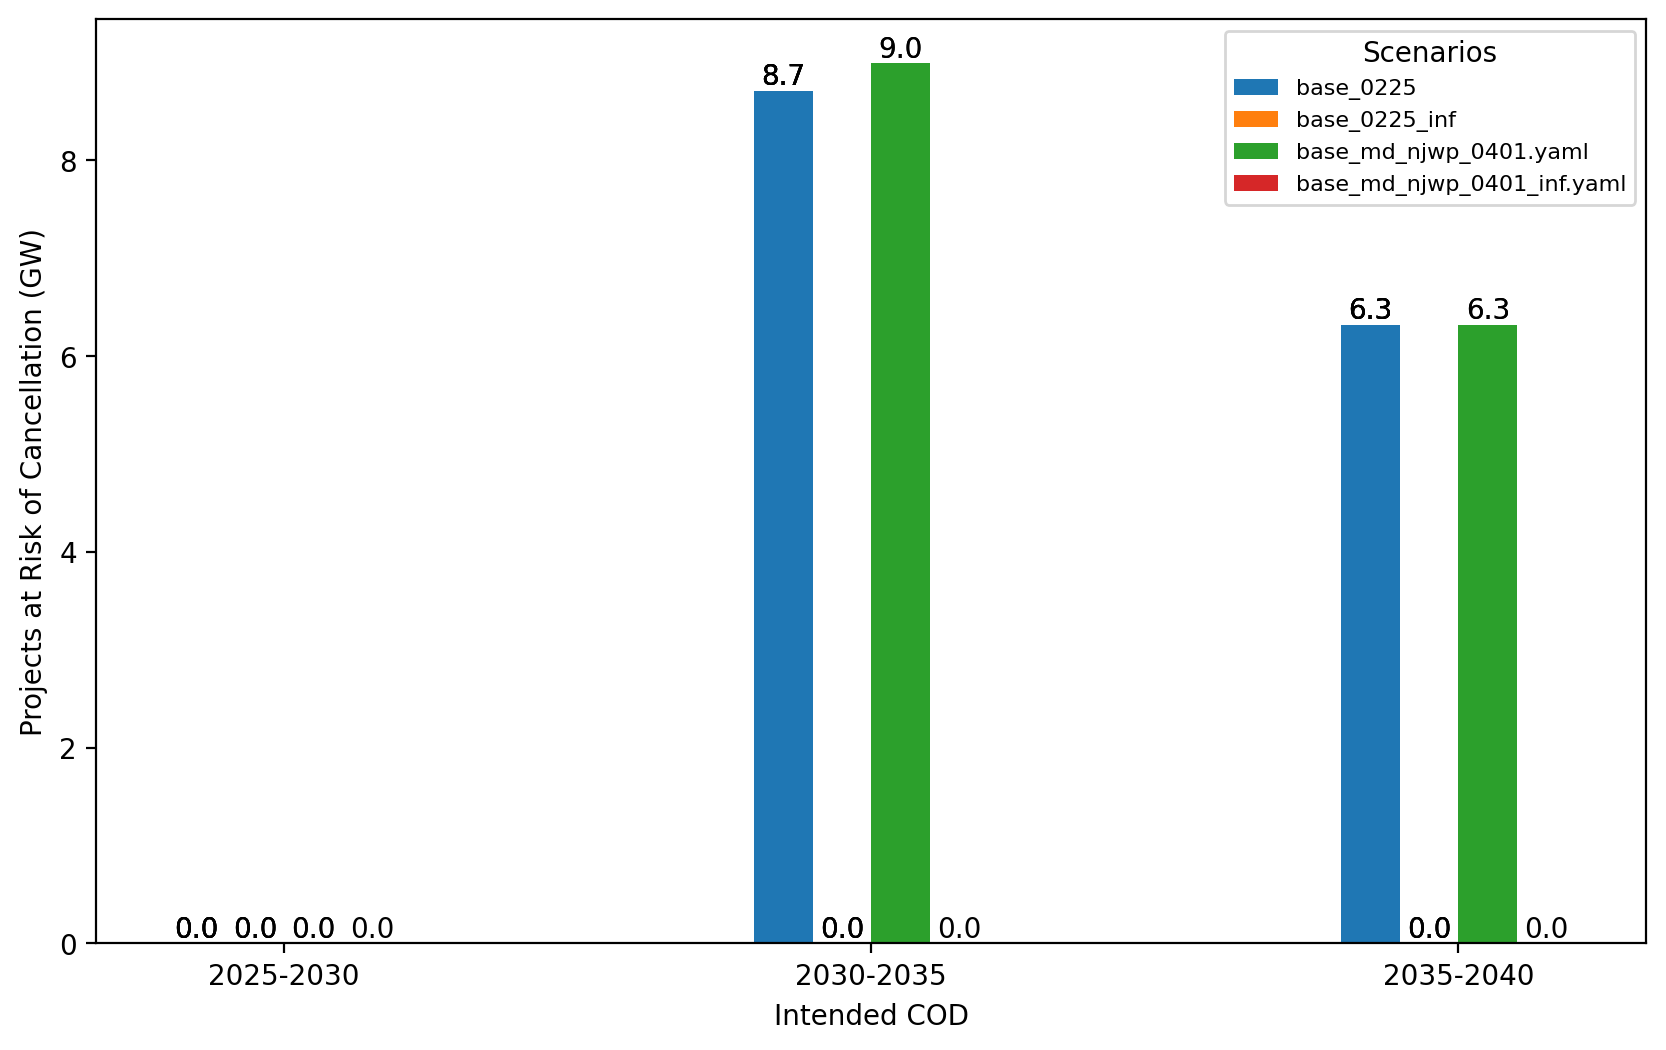 Scenarios
base_0225
base_0225_inf
base_md_njwp_0401.yaml
base_md_njwp_0401_inf.yaml
Projects at Risk of Cancellation (GW)
8
6
4
2
0
0.0 0.0 0.0 0.0
8.7 0.0 9.0 0.0
6.3 0.0 6.3 0.0
2025-2030 2030-2035 2035-2040
Intended COD